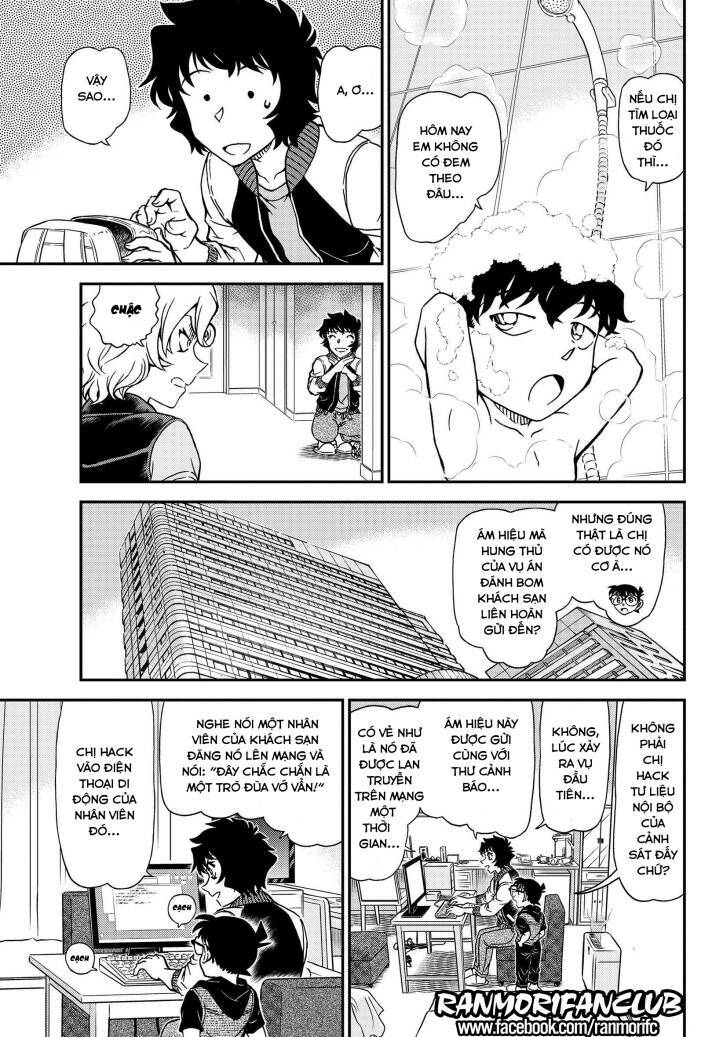 NẾU CHỊ
TÌM LOẠI
THUỐC
ĐÓ
THÌ...
HÔM NAY
EM KHÔNG
CÓ ĐEM
THEO
ĐÂU...
A, Ơ...
VẬY
SAO...
CHẬC
NHƯNG ĐÚNG
THẬT LÀ CHỊ
CÓ ĐƯỢC NÓ
CƠ À...
ÁM HIỆU MÀ
HUNG THỦ
CỦA VỤ ÁN
ĐÁNH BOM
KHÁCH SẠN
LIÊN HOÀN
GỬI ĐẾN?
KHÔNG
PHẢI
CHỊ HACK
TƯ LIỆU
NỘI BỘ
CỦA CẢNH
SÁT ĐẤY
CHỨ?
KHÔNG,
LÚC XẢY
RA VỤ
ĐẦU
TIÊN...
ÁM HIỆU NÀY
ĐƯỢC GỬI
CÙNG VỚI
THƯ CẢNH
BÁO...
CÓ VẺ NHƯ
LÀ NÓ ĐÃ
ĐƯỢC LAN
TRUYỀN
TRÊN MẠNG
MỘT
THỜI
GIAN...
CẠCH
NGHE NÓI MỘT NHÂN
VIÊN CỦA KHÁCH SẠN
ĐĂNG NÓ LÊN MẠNG VÀ
NÓI: "ĐÂY CHẮC CHẮN LÀ
MỘT TRÒ ĐÙA VỚ VẨN!"
CHỊ HACK
VÀO ĐIỆN
THOẠI DI
ĐỘNG CỦA
NHÂN VIÊN
ĐÓ...
CẠCH
CẠCH
RANMORIFANCLUB
www.facebook.com/ranmorifc